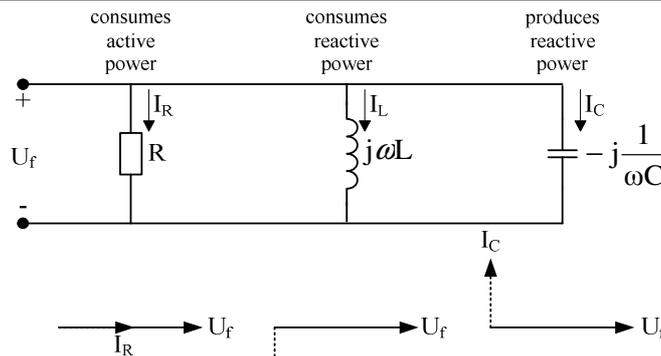 consumes
active
power
consumes
reactive
power
produces
reactive
power
+
I_R
I_L
I_C
U_f
R
jωL
−j 1/ωC
-
I_C
U_f
I_R
U_f
U_f